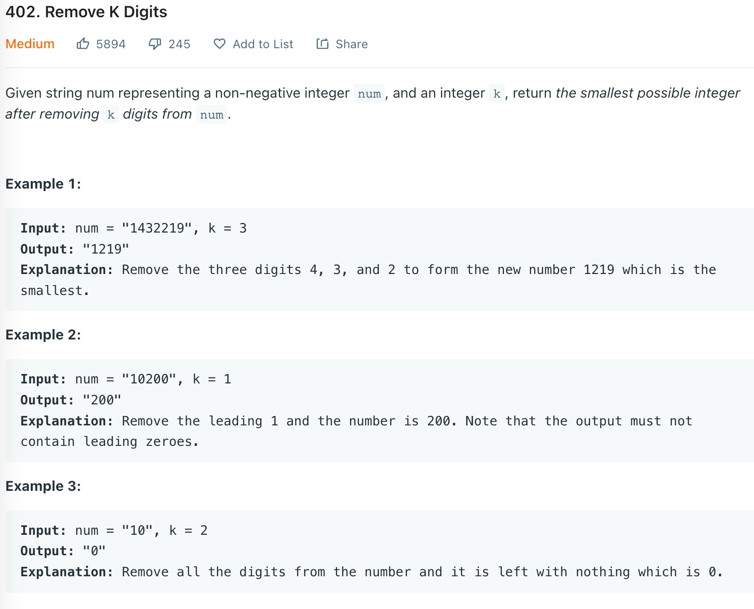 402. Remove K Digits
Medium 5894 245 Add to List Share
Given string num representing a non-negative integer num, and an integer k, return the smallest possible integer
after removing k digits from num.
Example 1:
Input: num = "1432219", k = 3
Output: "1219"
Explanation: Remove the three digits 4, 3, and 2 to form the new number 1219 which is the
smallest.
Example 2:
Input: num = "10200", k = 1
Output: "200"
Explanation: Remove the leading 1 and the number is 200. Note that the output must not
contain leading zeroes.
Example 3:
Input: num = "10", k = 2
Output: "0"
Explanation: Remove all the digits from the number and it is left with nothing which is 0.